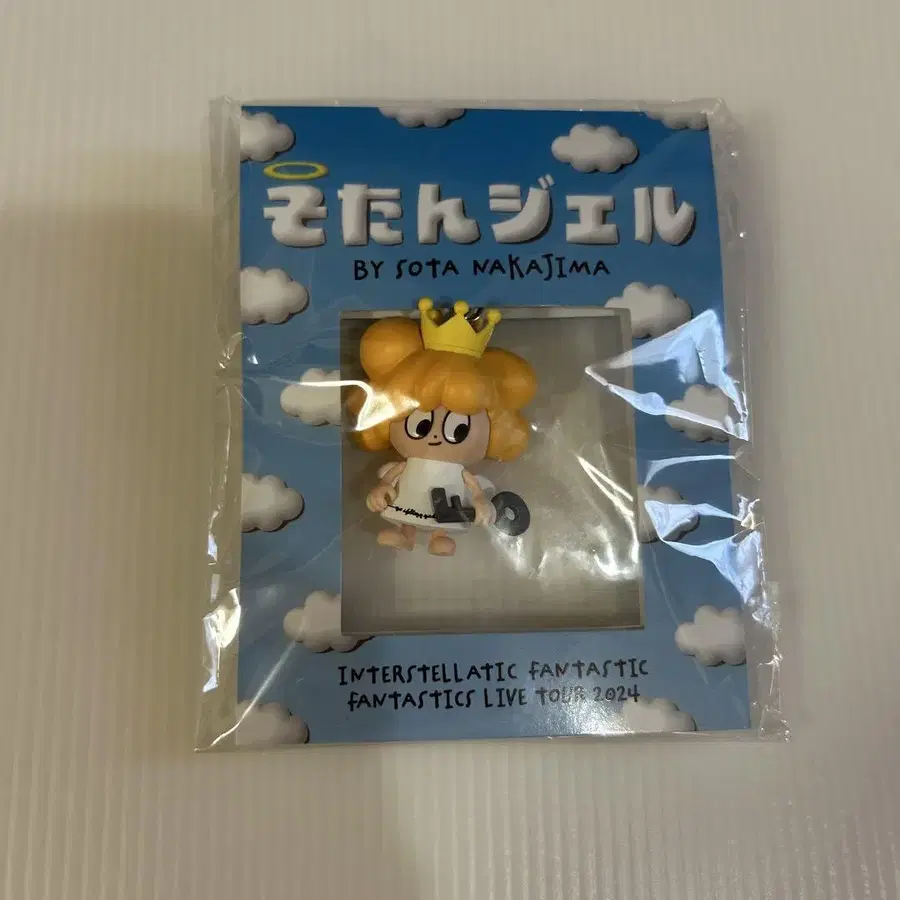 そたんジェル
BY SOTA NAKAJIMA
INTERSTELLATIC FANTASTIC
FANTASTICS LIVE TOUR 2024